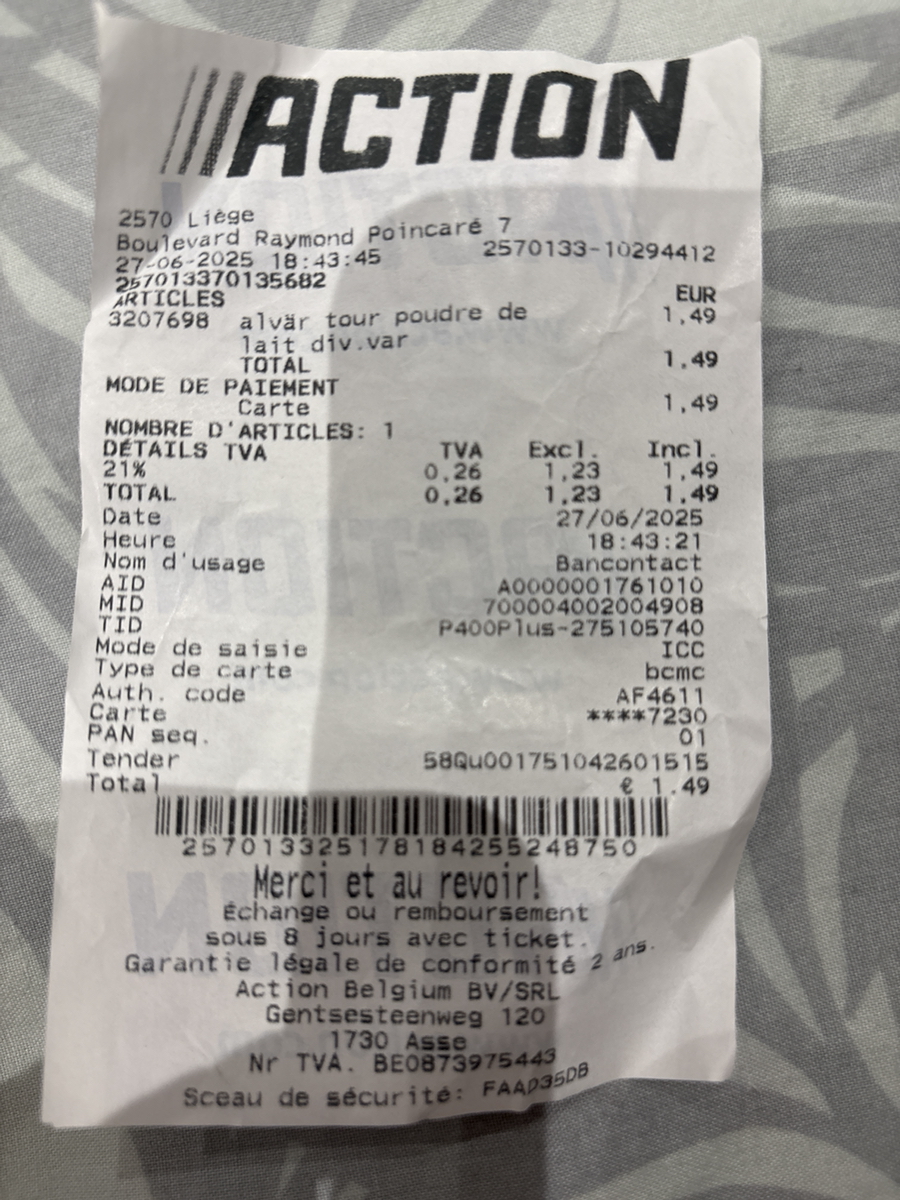 ACTION
2570 Liège
Boulevard Raymond Poincaré 7
27-06-2025 18:43:45 2570133-10294412
257013370135682
ARTICLES EUR
3207698 alvär tour poudre de 1,49
lait div.var
TOTAL 1,49
MODE DE PAIEMENT
Carte 1,49
NOMBRE D'ARTICLES: 1
DÉTAILS TVA TVA Excl. Incl.
21% 0,26 1,23 1,49
TOTAL 0,26 1,23 1,49
Date 27/06/2025
Heure 18:43:21
Nom d'usage Bancontact
AID A0000001761010
MID 700004002004908
TID P400Plus-275105740
Mode de saisie ICC
Type de carte bcmc
Auth. code AF4611
Carte ****7230
PAN seq. 01
Tender 58Qu001751042601515
Total € 1.49
257013325178184255248750
Merci et au revoir!
Échange ou remboursement
sous 8 jours avec ticket.
Garantie légale de conformité 2 ans.
Action Belgium BV/SRL
Gentsesteenweg 120
1730 Asse
Nr TVA. BE0873975443
Sceau de sécurité: FAAD35DB